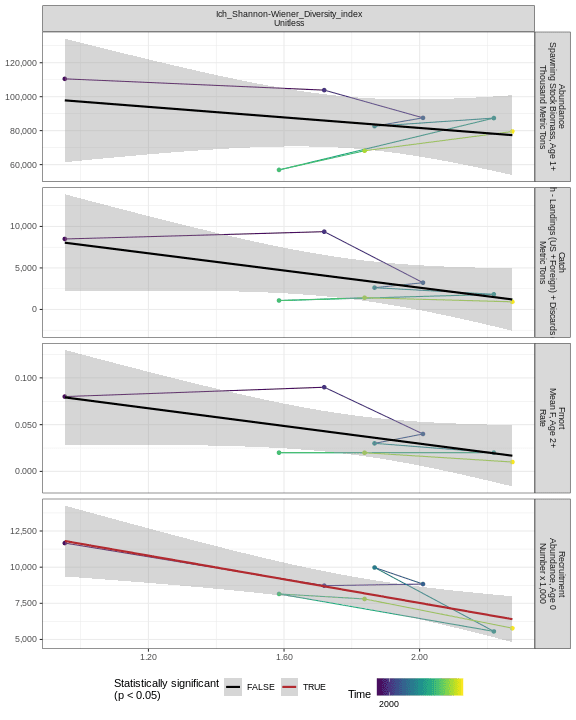 Ich_Shannon-Wiener_Diversity_index
Unitless
120,000
100,000
80,000
60,000
Abundance
Spawning Stock Biomass, Age 1+
Thousand Metric Tons
10,000
5,000
0
Catch
h - Landings (US +Foreign) + Discards
Metric Tons
0.100
0.050
0.000
Fmort
Mean F, Age 2+
Rate
12,500
10,000
7,500
5,000
Recruitment
Abundance, Age 0
Number x 1,000
1.20 1.60 2.00
Statistically significant
(p < 0.05)
FALSE TRUE
Time
2000